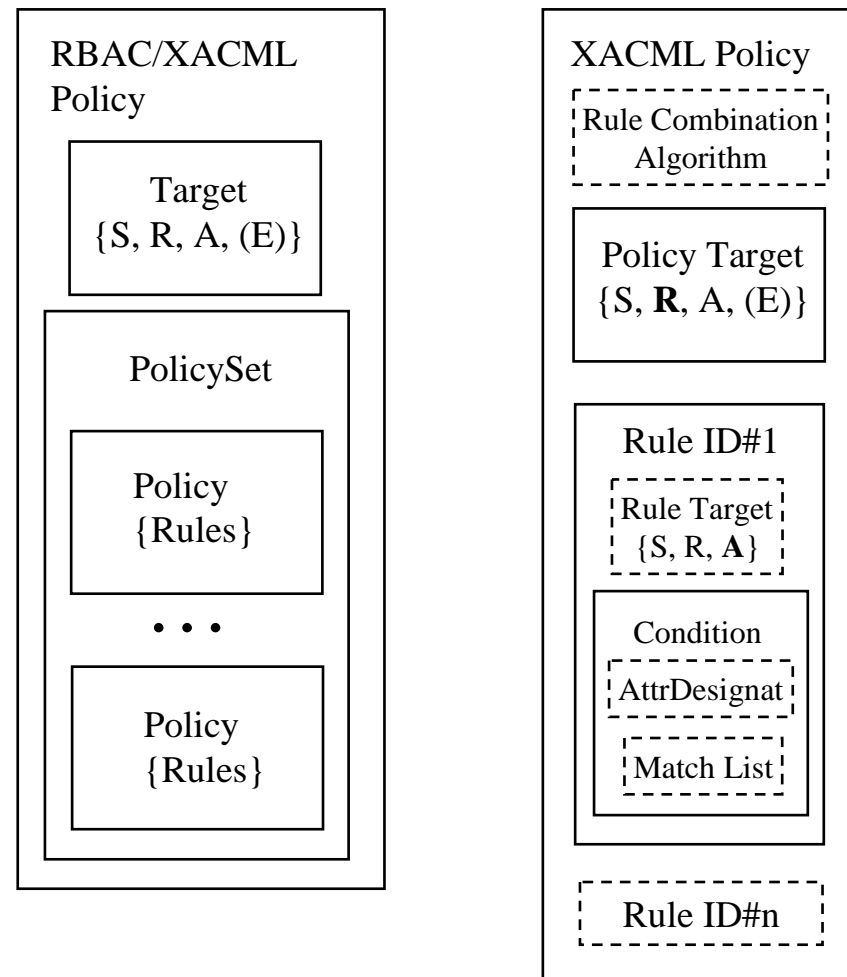 RBAC/XACML
Policy
Target
{S, R, A, (E)}
PolicySet
Policy
{Rules}
• • •
Policy
{Rules}
XACML Policy
Rule Combination
Algorithm
Policy Target
{S, R, A, (E)}
Rule ID#1
Rule Target
{S, R, A}
Condition
AttrDesignat
Match List
Rule ID#n